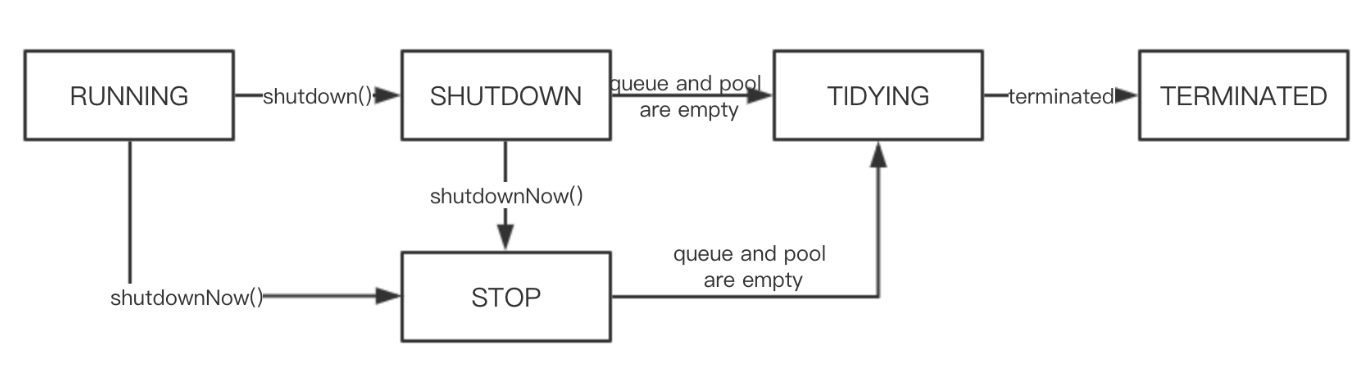 RUNNING
shutdown()
SHUTDOWN
queue and pool
are empty
TIDYING
terminated
TERMINATED
shutdownNow()
queue and pool
are empty
shutdownNow()
STOP